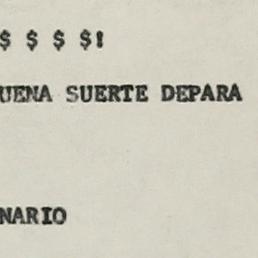 $ $ $ $!
UENA SUERTE DEPARA
NARIO